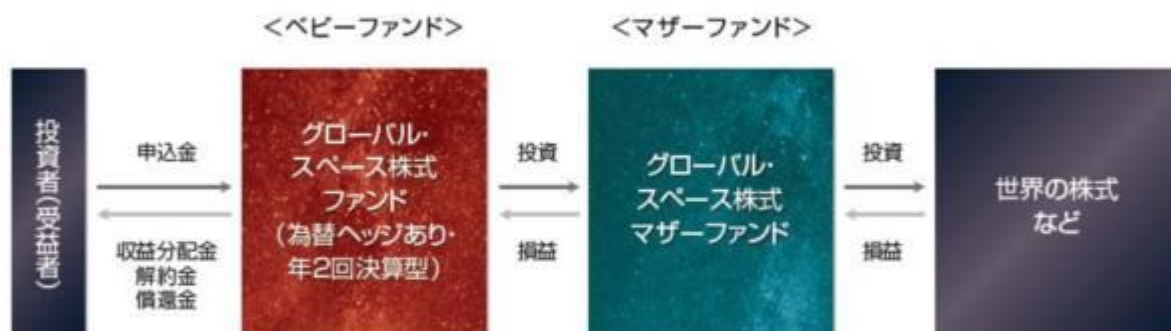 <ベビーファンド>
<マザーファンド>
投資者(受益者)
申込金
収益分配金
解約金
償還金
グローバル・
スペース株式
ファンド
(為替ヘッジあり・
年2回決算型)
投資
損益
グローバル・
スペース株式
マザーファンド
投資
損益
世界の株式
など